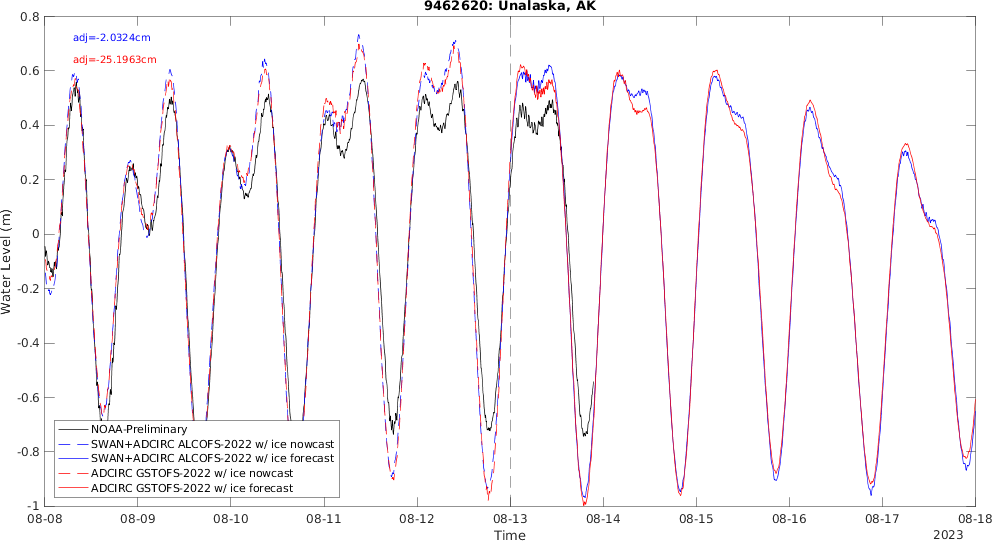 9462620: Unalaska, AK
adj=-2.0324cm
adj=-25.1963cm
Water Level (m)
0.8
0.6
0.4
0.2
0
-0.2
-0.4
-0.6
-0.8
-1
NOAA-Preliminary
SWAN+ADCIRC ALCOFS-2022 w/ ice nowcast
SWAN+ADCIRC ALCOFS-2022 w/ ice forecast
ADCIRC GSTOFS-2022 w/ ice nowcast
ADCIRC GSTOFS-2022 w/ ice forecast
08-08 08-09 08-10 08-11 08-12 08-13 08-14 08-15 08-16 08-17 08-18
Time
2023